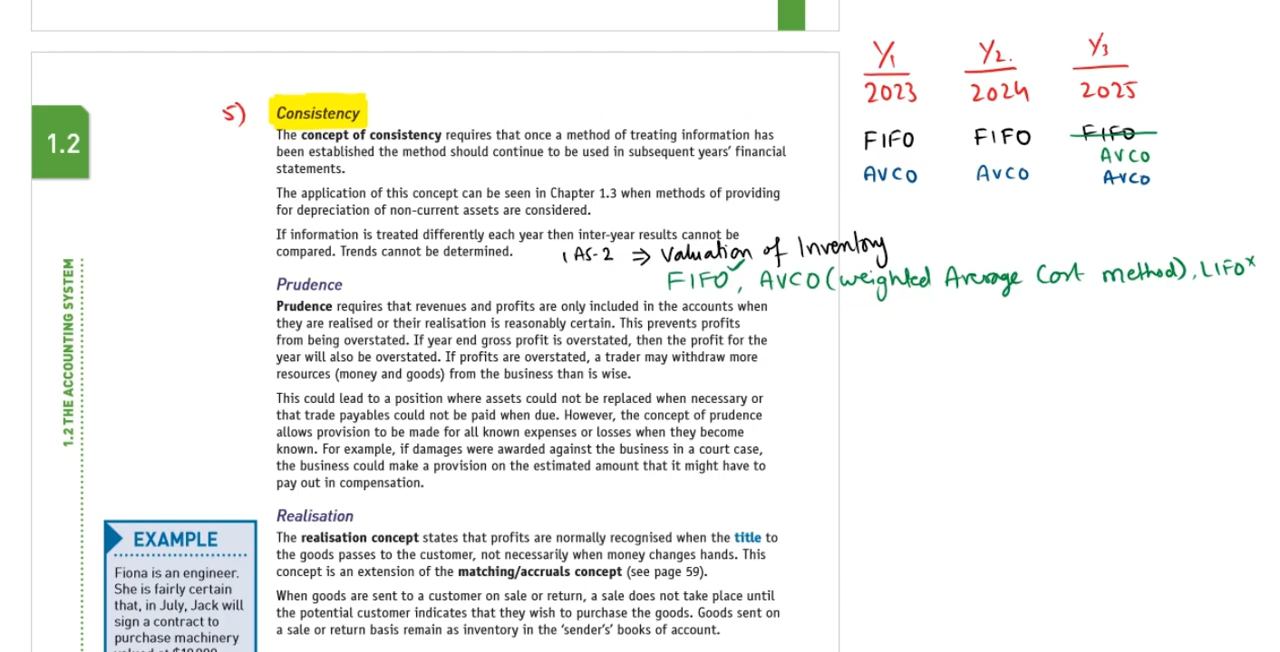 Y1 Y2. Y3
2023 2024 2025
FIFO FIFO FIFO
AVCO
AVCO AVCO AVCO
5)
Consistency
1.2
The concept of consistency requires that once a method of treating information has
been established the method should continue to be used in subsequent years' financial
statements.
The application of this concept can be seen in Chapter 1.3 when methods of providing
for depreciation of non-current assets are considered.
If information is treated differently each year then inter-year results cannot be
compared. Trends cannot be determined.
IAS-2 ⇒ Valuation of Inventory
FIFO✓, AVCO (weighted Average Cost method), LIFO×
Prudence
Prudence requires that revenues and profits are only included in the accounts when
they are realised or their realisation is reasonably certain. This prevents profits
from being overstated. If year end gross profit is overstated, then the profit for the
year will also be overstated. If profits are overstated, a trader may withdraw more
resources (money and goods) from the business than is wise.
This could lead to a position where assets could not be replaced when necessary or
that trade payables could not be paid when due. However, the concept of prudence
allows provision to be made for all known expenses or losses when they become
known. For example, if damages were awarded against the business in a court case,
the business could make a provision on the estimated amount that it might have to
pay out in compensation.
Realisation
The realisation concept states that profits are normally recognised when the title to
the goods passes to the customer, not necessarily when money changes hands. This
concept is an extension of the matching/accruals concept (see page 59).
When goods are sent to a customer on sale or return, a sale does not take place until
the potential customer indicates that they wish to purchase the goods. Goods sent on
a sale or return basis remain as inventory in the 'sender's' books of account.
1.2 THE ACCOUNTING SYSTEM
EXAMPLE
Fiona is an engineer.
She is fairly certain
that, in July, Jack will
sign a contract to
purchase machinery
valued at $10 000